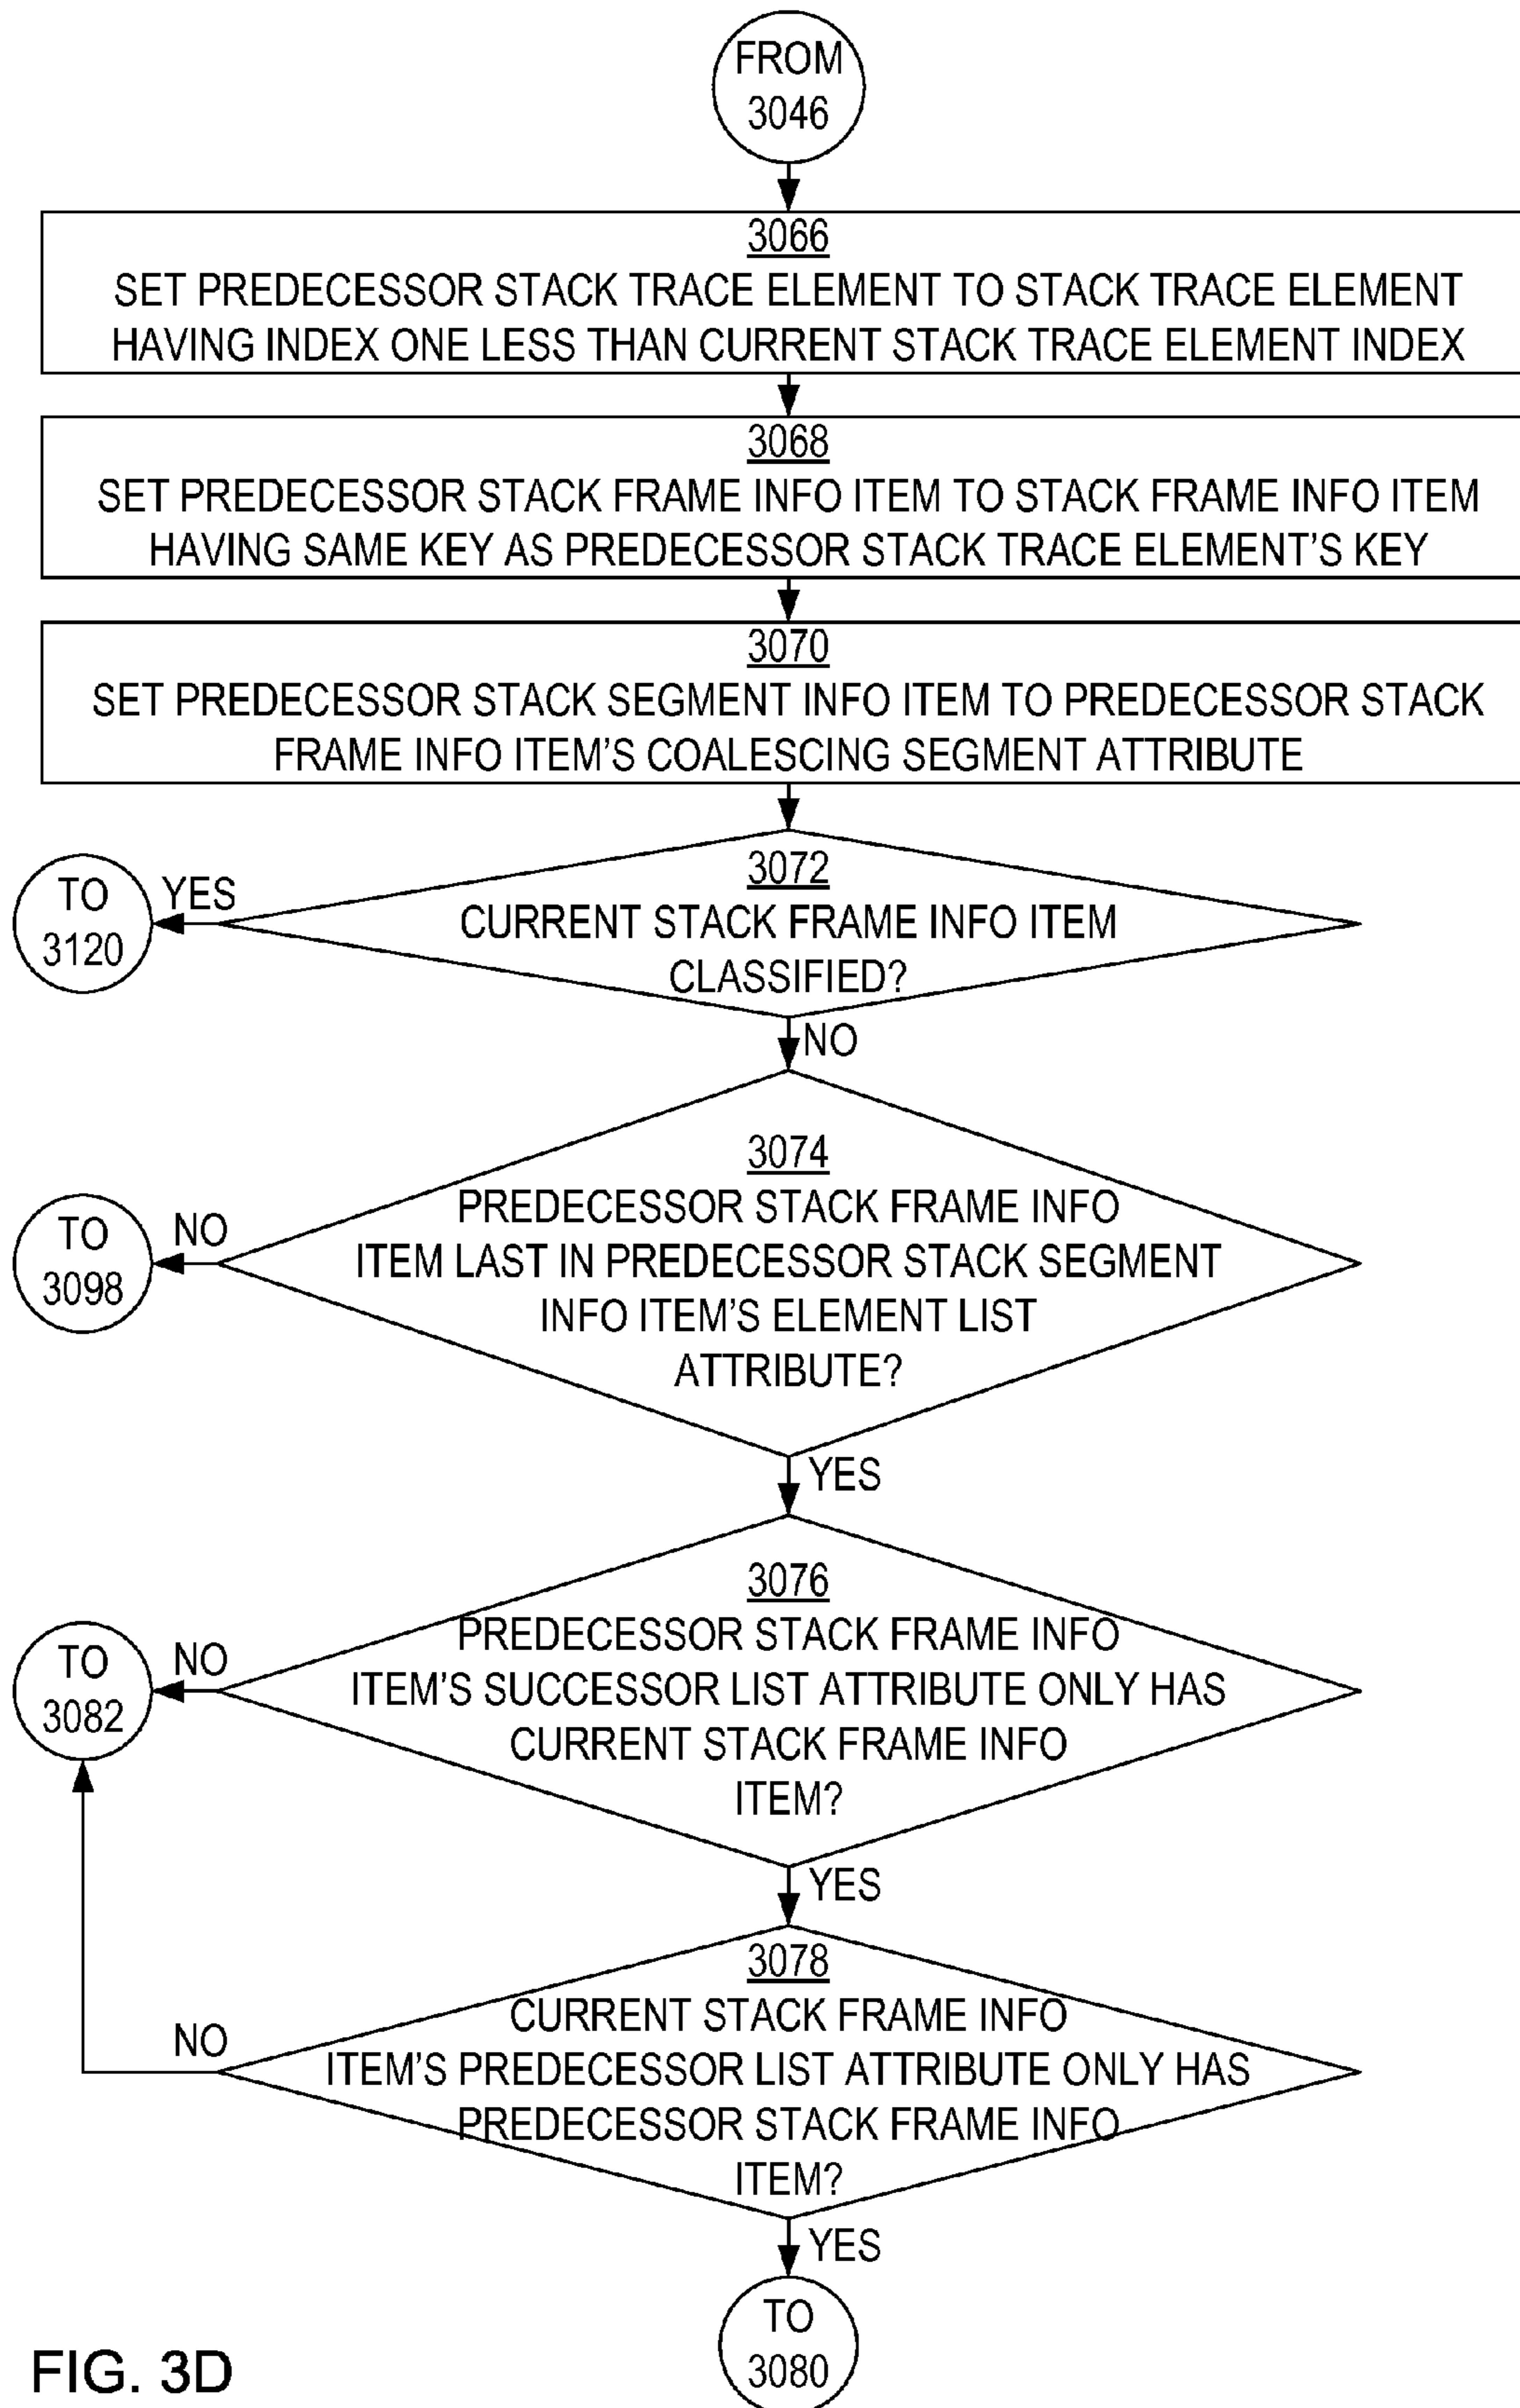 FROM
3046
3066
SET PREDECESSOR STACK TRACE ELEMENT TO STACK TRACE ELEMENT
HAVING INDEX ONE LESS THAN CURRENT STACK TRACE ELEMENT INDEX
3068
SET PREDECESSOR STACK FRAME INFO ITEM TO STACK FRAME INFO ITEM
HAVING SAME KEY AS PREDECESSOR STACK TRACE ELEMENT'S KEY
3070
SET PREDECESSOR STACK SEGMENT INFO ITEM TO PREDECESSOR STACK
FRAME INFO ITEM'S COALESCING SEGMENT ATTRIBUTE
3072
CURRENT STACK FRAME INFO ITEM
CLASSIFIED?
YES
TO
3120
NO
3074
PREDECESSOR STACK FRAME INFO
ITEM LAST IN PREDECESSOR STACK SEGMENT
INFO ITEM'S ELEMENT LIST
ATTRIBUTE?
NO
TO
3098
YES
3076
PREDECESSOR STACK FRAME INFO
ITEM'S SUCCESSOR LIST ATTRIBUTE ONLY HAS
CURRENT STACK FRAME INFO
ITEM?
NO
TO
3082
YES
3078
CURRENT STACK FRAME INFO
ITEM'S PREDECESSOR LIST ATTRIBUTE ONLY HAS
PREDECESSOR STACK FRAME INFO
ITEM?
NO
YES
TO
3080
FIG. 3D